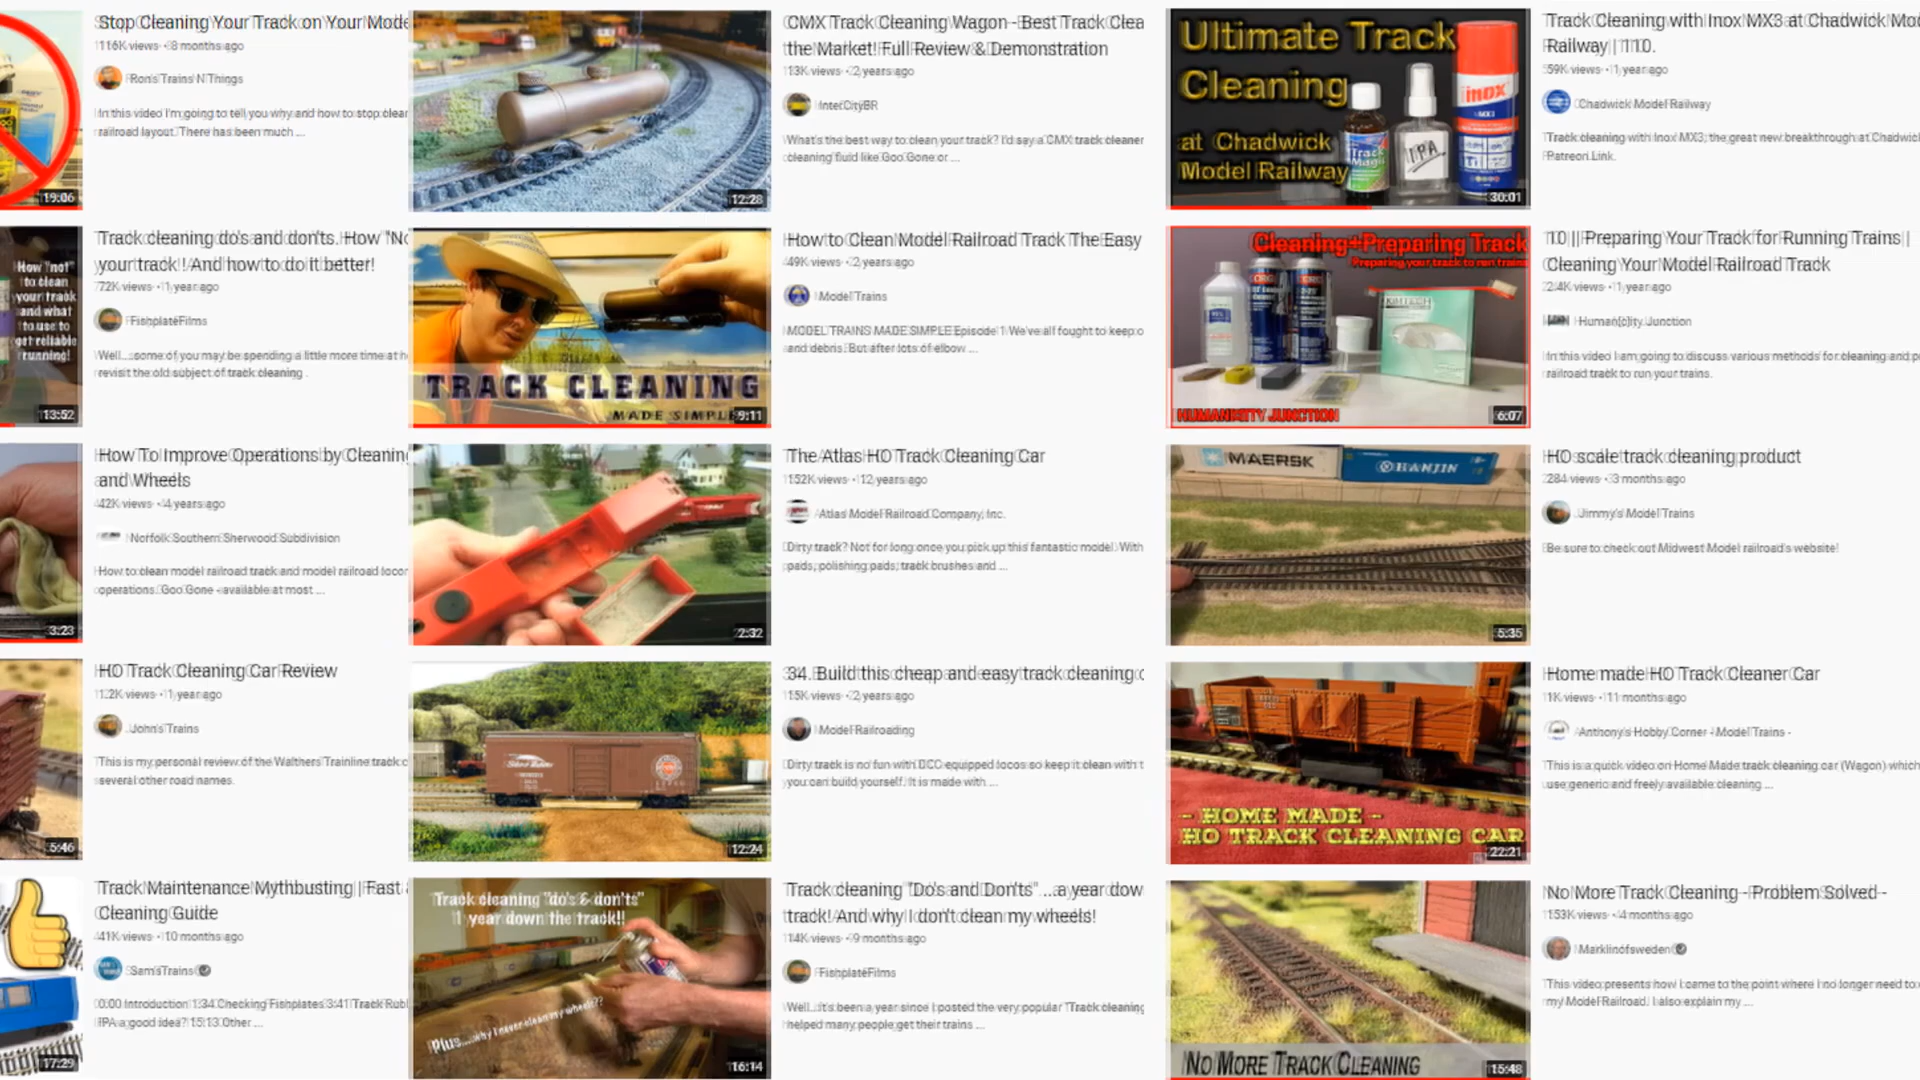 Stop Cleaning Your Track on Your Mode
116K views • 8 months ago
Ron's Trains N Things
In this video I'm going to tell you why and how to stop clear
railroad layout. There has been much ...
19:06
How "not"
to clean
your track
and what
to use to
get reliable
running!
13:52
Track cleaning do's and don'ts. How "No
your track ! And how to do it better!
72K views • 1 year ago
FishplateFilms
Well....some of you may be spending a little more time at h
revisit the old subject of track cleaning .
3:23
How To Improve Operations by Cleaning
and Wheels
42K views • 4 years ago
Norfolk Southern Sherwood Subdivision
How to clean model railroad track and model railroad locor
operations. Goo Gone - available at most ...
5:46
HO Track Cleaning Car Review
1.2K views • 1 year ago
John's Trains
This is my personal review of the Walthers Trainline track c
several other road names.
17:29
Track Maintenance Mythbusting | Fast &
Cleaning Guide
41K views • 10 months ago
Sam'sTrains
0:00 Introduction 1:34 Checking Fishplates 3:41 Track Rubl
IPA a good idea? 15:13 Other ...
12:28
CMX Track Cleaning Wagon - Best Track Clea
the Market! Full Review & Demonstration
13K views • 2 years ago
InterCityBR
What's the best way to clean your track? I'd say a CMX track cleaner
cleaning fluid like Goo Gone or ...
TRACK CLEANING
MADE SIMPLE
9:11
How to Clean Model Railroad Track The Easy
49K views • 2 years ago
Model Trains
MODEL TRAINS MADE SIMPLE Episode 1 We've all fought to keep o
and debris. But after lots of elbow ...
2:32
The Atlas HO Track Cleaning Car
152K views • 12 years ago
Atlas Model Railroad Company, Inc.
Dirty track? Not for long once you pick up this fantastic model. With
pads, polishing pads, track brushes and ...
12:24
34. Build this cheap and easy track cleaning c
15K views • 2 years ago
Model Railroading
Dirty track is no fun with DCC equipped locos so keep it clean with t
you can build yourself. It is made with ...
Track cleaning "do's & don'ts"
1 year down the track!!
Plus....why I never clean my wheels??
16:14
Track cleaning "Do's and Don'ts" ...a year dow
track! And why I don't clean my wheels!
14K views • 9 months ago
FishplateFilms
Well...it's been a year since I posted the very popular "Track cleaning
helped many people get their trains ...
Ultimate Track
Cleaning
at Chadwick
Model Railway
Track
Magic
IPA
inox
MX3
30:01
Track Cleaning with Inox MX3 at Chadwick Mod
Railway | 110.
59K views • 1 year ago
Chadwick Model Railway
Track cleaning with Inox MX3, the great new breakthrough at Chadwick
Patreon Link.
Cleaning+Preparing Track
Preparing your track to run trains
HUMAN[C]ITY JUNCTION
6:07
10 || Preparing Your Track for Running Trains||
Cleaning Your Model Railroad Track
2.4K views • 1 year ago
Human[c]ity Junction
In this video I am going to discuss various methods for cleaning and p
railroad track to run your trains.
MAERSK
HANJIN
5:35
HO scale track cleaning product
284 views • 3 months ago
Jimmy's Model Trains
Be sure to check out Midwest Model railroad's website!
- HOME MADE -
HO TRACK CLEANING CAR
22:21
Home made HO Track Cleaner Car
1K views • 11 months ago
Anthony's Hobby Corner - Model Trains -
This is a quick video on Home Made track cleaning car (Wagon) which
use generic and freely available cleaning ...
NO MORE TRACK CLEANING
15:48
No More Track Cleaning - Problem Solved -
153K views • 4 months ago
Marklinofsweden
This video presents how I came to the point where I no longer need to
my Model Railroad. I also explain my ...